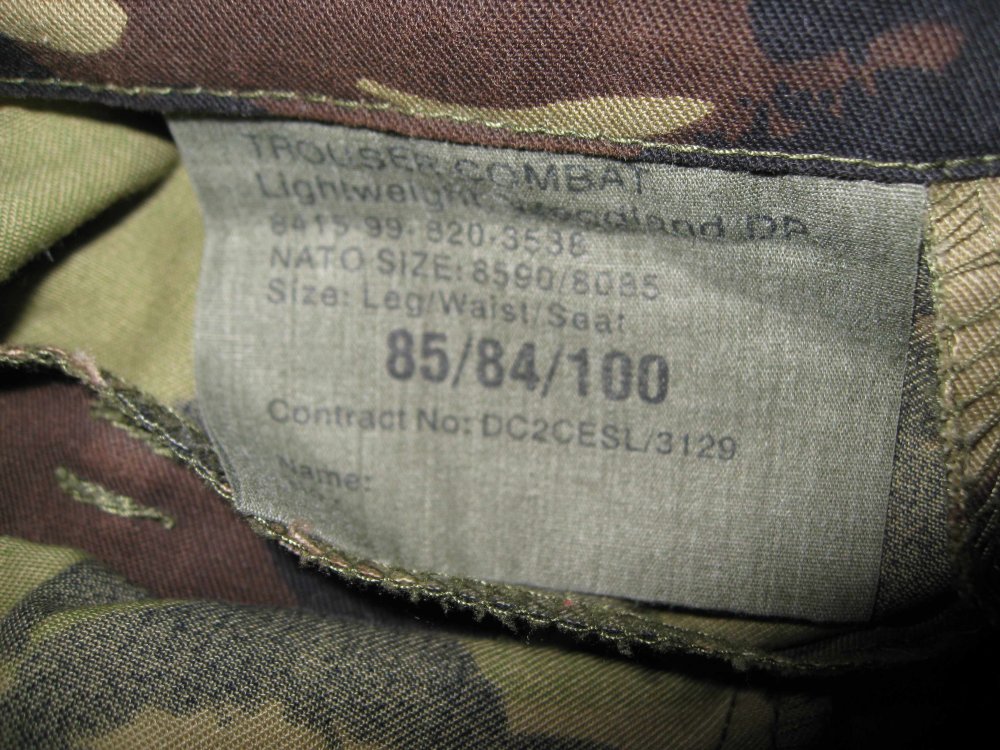 TROUSER COMBAT
Lightweight Woodland DP
8415-99-820-3538
NATO SIZE: 8590/8085
Size: Leg/Waist/Seat
85/84/100
Contract No: DC2CESL/3129
Name: